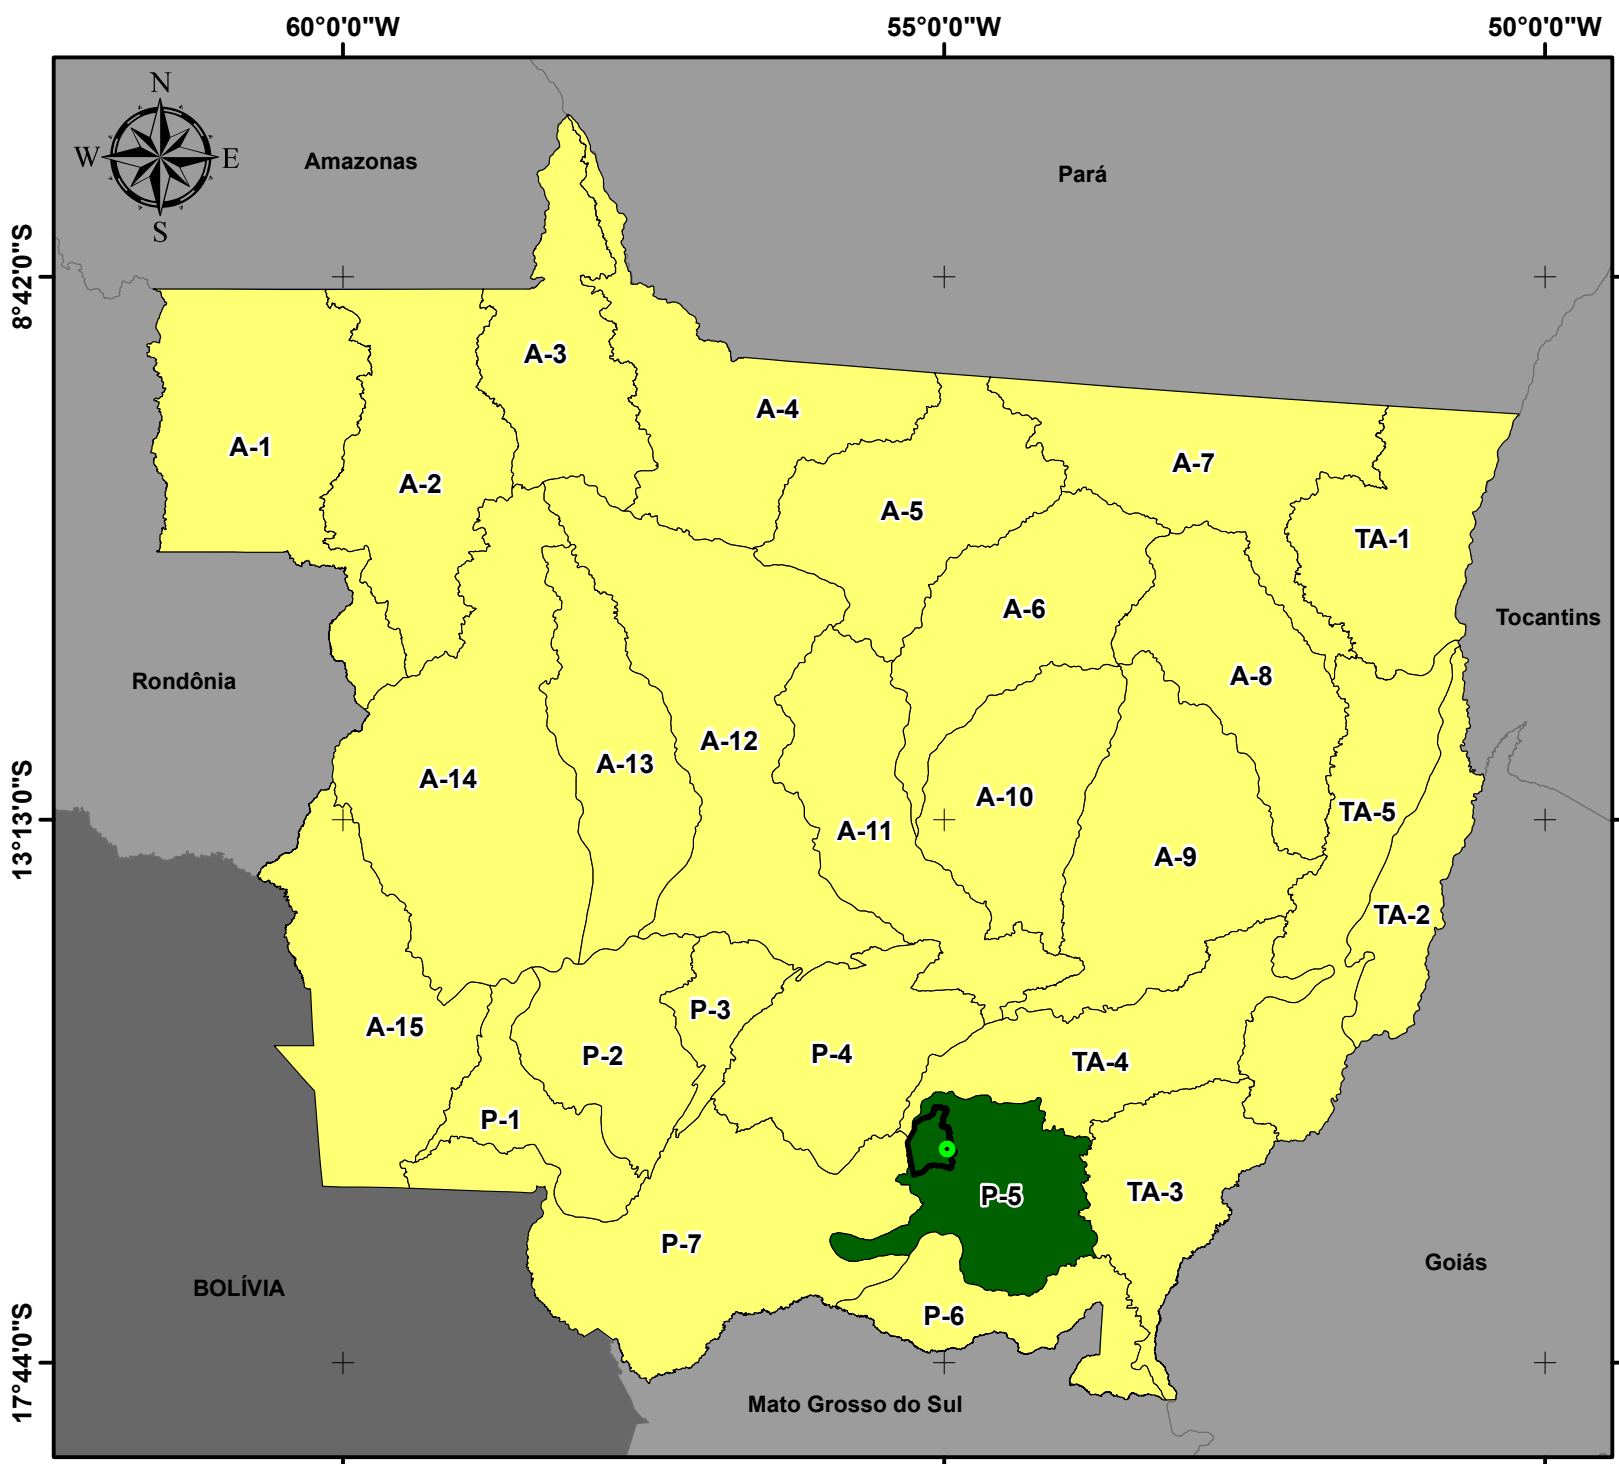 60°0'0"W
55°0'0"W
50°0'0"W
N
W
E
S
Amazonas
Pará
8°42'0"S
A-3
A-4
A-1
A-7
A-2
A-5
TA-1
A-6
Tocantins
Rondônia
A-8
A-12
A-13
A-14
A-10
TA-5
13°13'0"S
A-11
A-9
TA-2
P-3
A-15
P-2
P-4
TA-4
P-1
P-5
TA-3
P-7
Goiás
BOLÍVIA
P-6
17°44'0"S
Mato Grosso do Sul